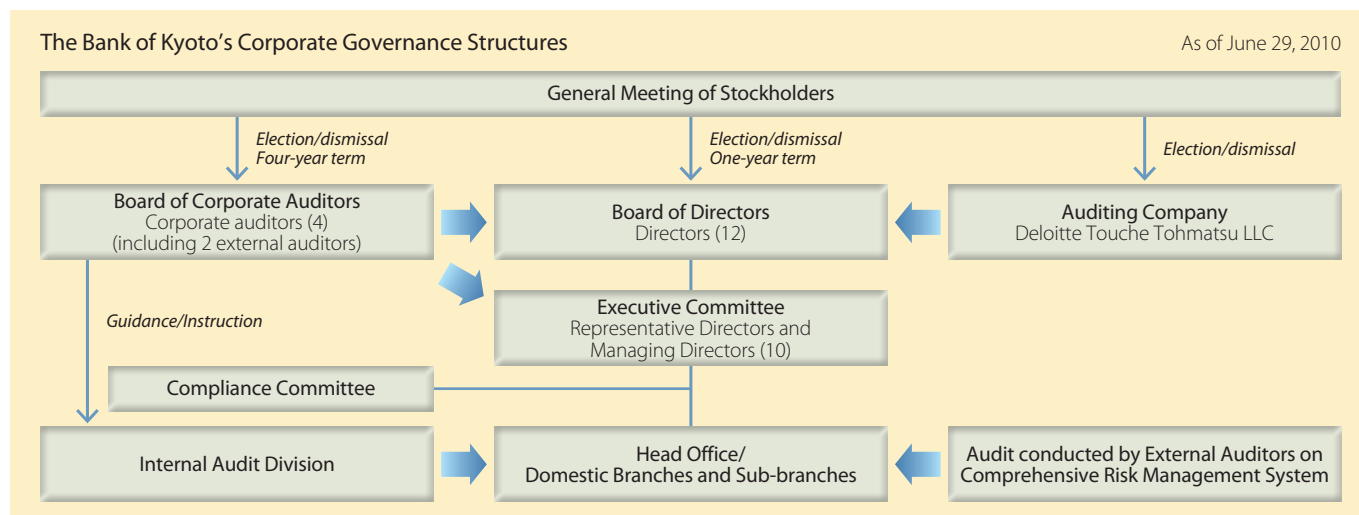 The Bank of Kyoto's Corporate Governance Structures
As of June 29, 2010
General Meeting of Stockholders
Election/dismissal
Four-year term
Election/dismissal
One-year term
Election/dismissal
Board of Corporate Auditors
Corporate auditors (4)
(including 2 external auditors)
Board of Directors
Directors (12)
Auditing Company
Deloitte Touche Tohmatsu LLC
Guidance/Instruction
Executive Committee
Representative Directors and
Managing Directors (10)
Compliance Committee
Internal Audit Division
Head Office/
Domestic Branches and Sub-branches
Audit conducted by External Auditors on
Comprehensive Risk Management System